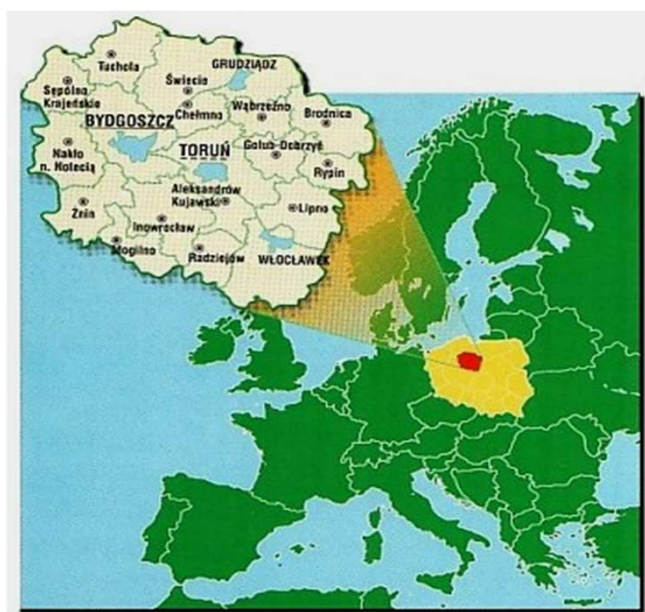 Tuchola
GRUDZIĄDZ
Świecie
Sępólno
Krajeńskie
Chełmno
Wąbrzeźno
Brodnica
BYDGOSZCZ
TORUŃ
Golub-Dobrzyń
Nakło
n. Notecią
Rypin
Aleksandrów
Kujawski
Żnin
Lipno
Inowrocław
Mogilno
Radziejów
WŁOCŁAWEK